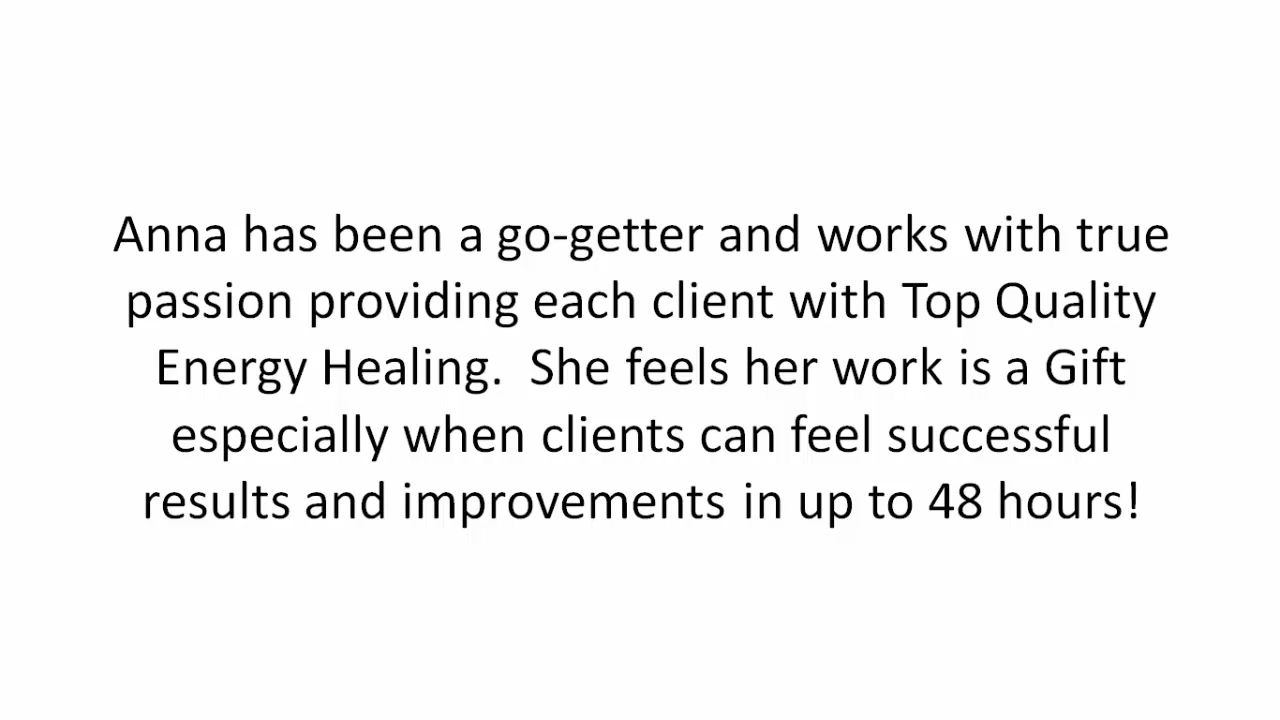 Anna has been a go-getter and works with true
passion providing each client with Top Quality
Energy Healing.  She feels her work is a Gift
especially when clients can feel successful
results and improvements in up to 48 hours!